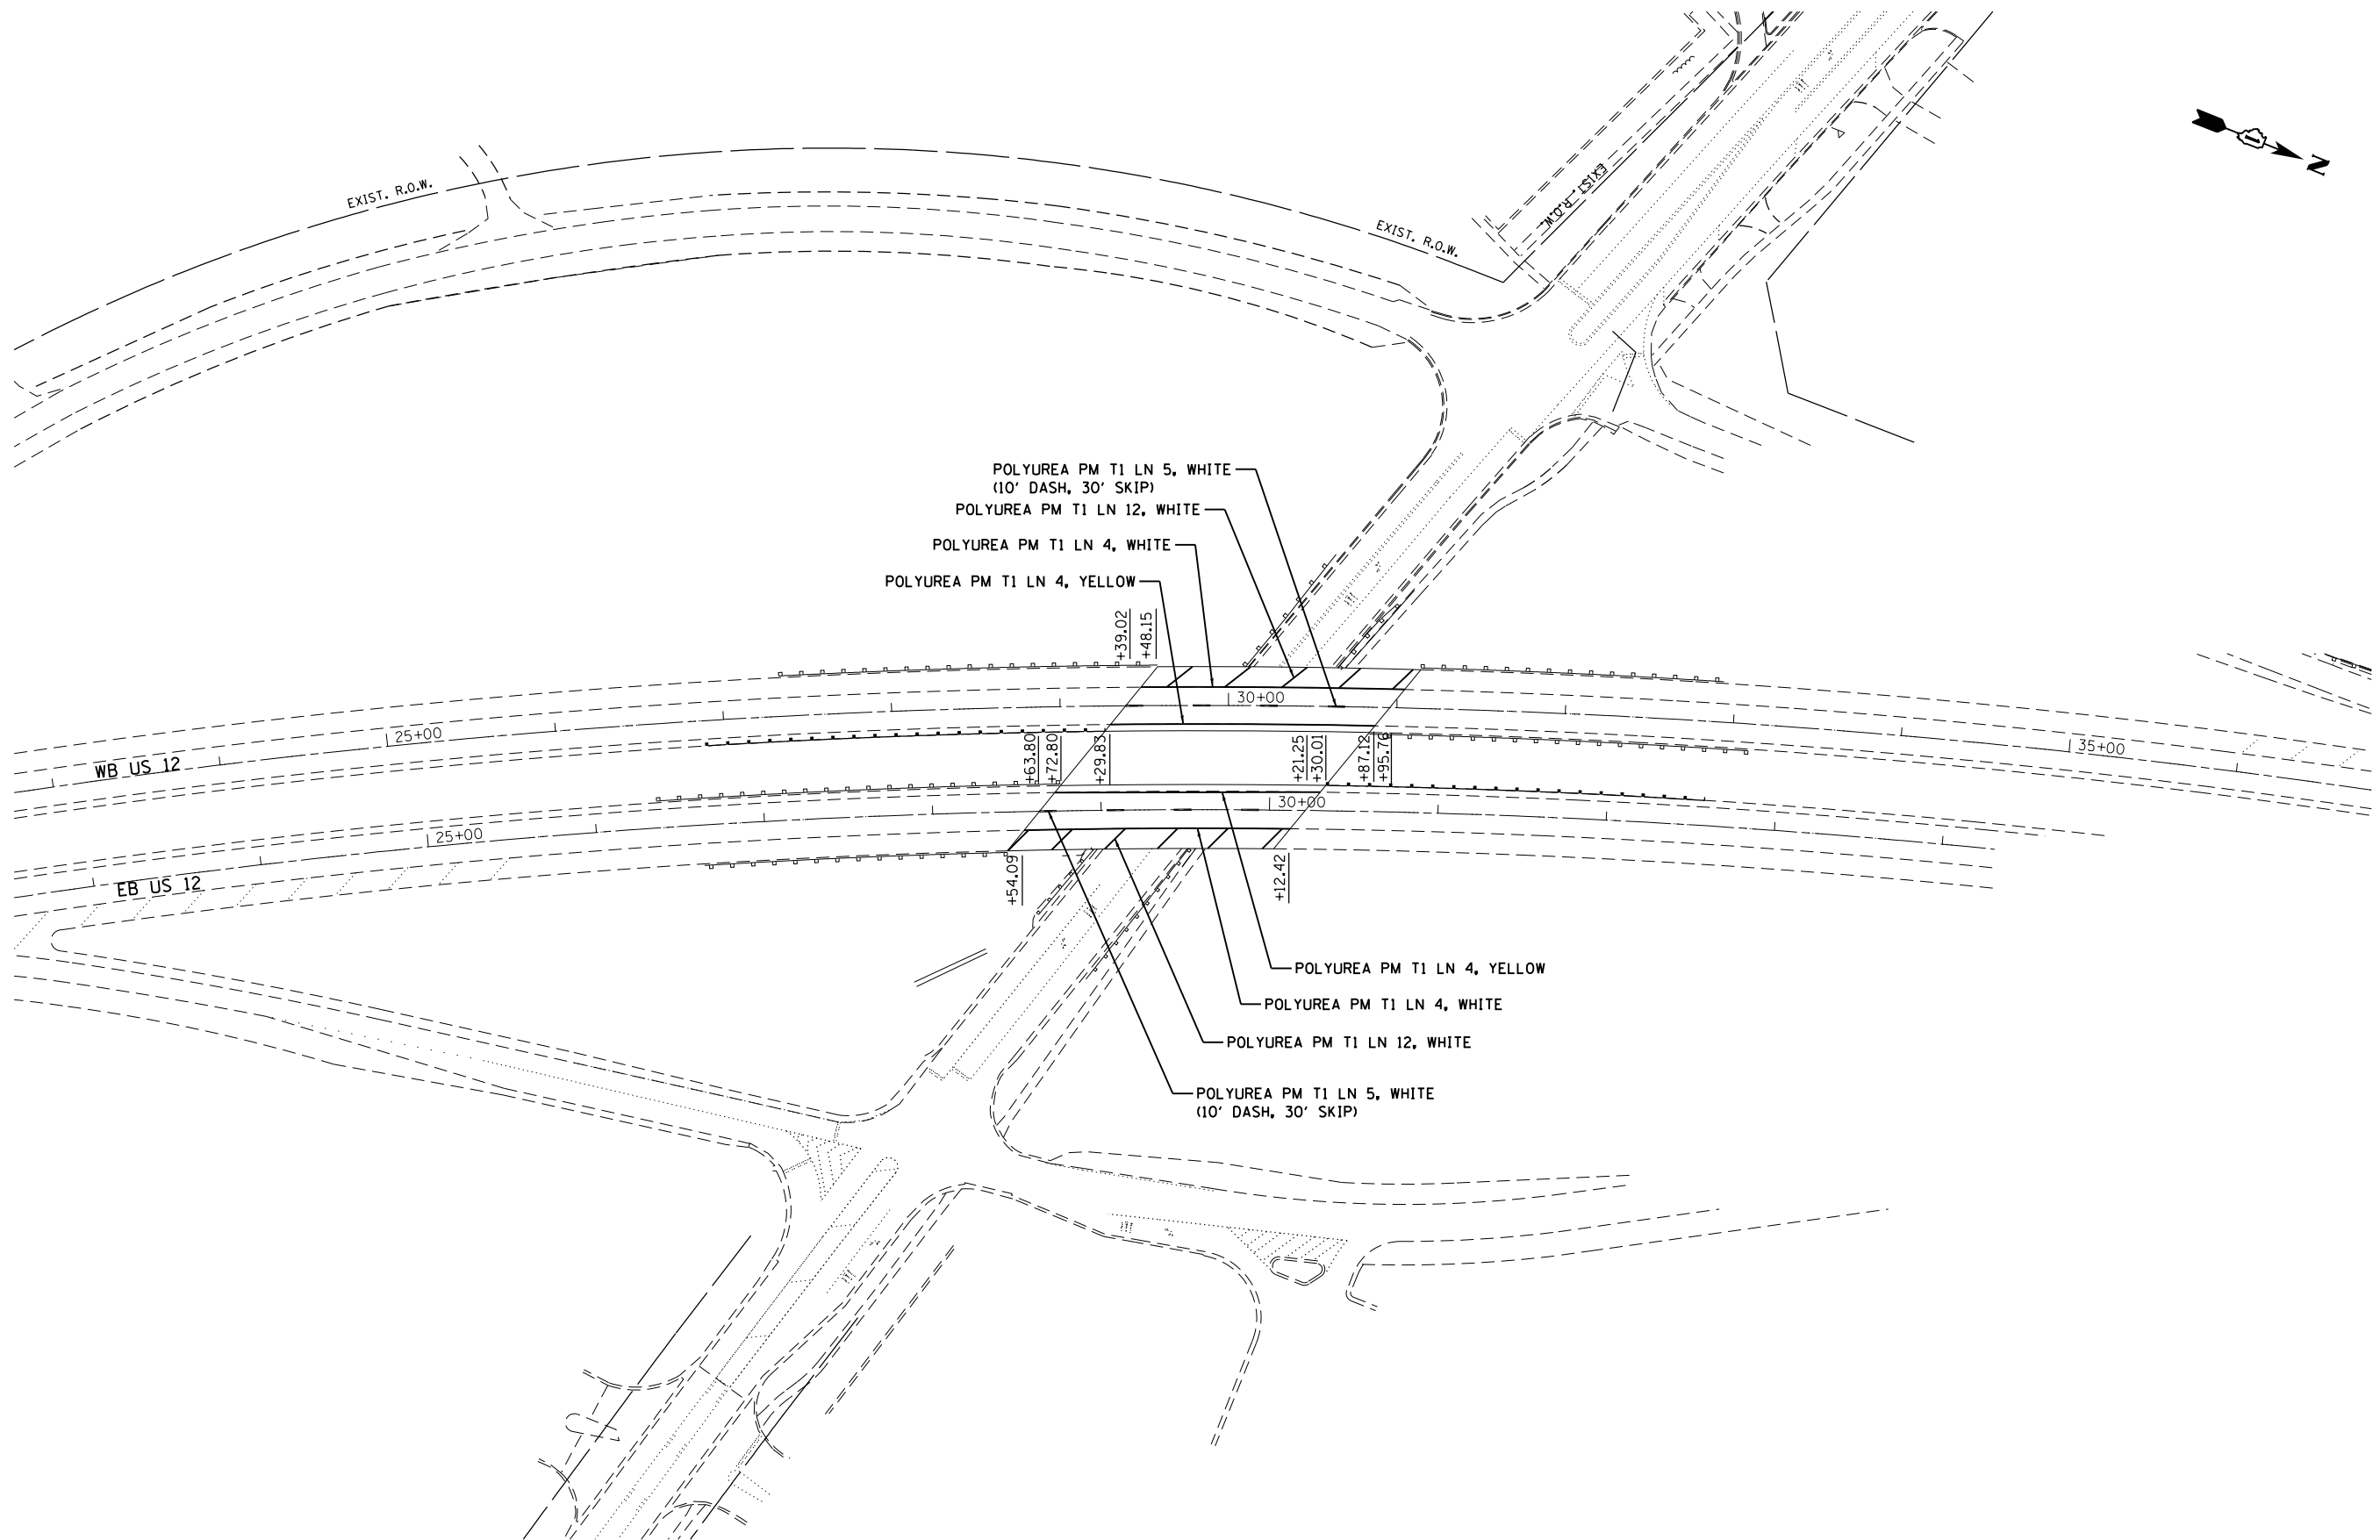 EXIST. R.O.W.
EXIST. R.O.W.
EXIST. R.O.W.
N
POLYUREA PM T1 LN 5, WHITE
(10' DASH, 30' SKIP)
POLYUREA PM T1 LN 12, WHITE
POLYUREA PM T1 LN 4, WHITE
POLYUREA PM T1 LN 4, YELLOW
+39.02
+48.15
30+00
25+00
35+00
WB US 12
+63.80
+72.80
+29.83
+21.25
+30.01
+87.12
+95.76
30+00
25+00
EB US 12
+54.09
+12.42
POLYUREA PM T1 LN 4, YELLOW
POLYUREA PM T1 LN 4, WHITE
POLYUREA PM T1 LN 12, WHITE
POLYUREA PM T1 LN 5, WHITE
(10' DASH, 30' SKIP)